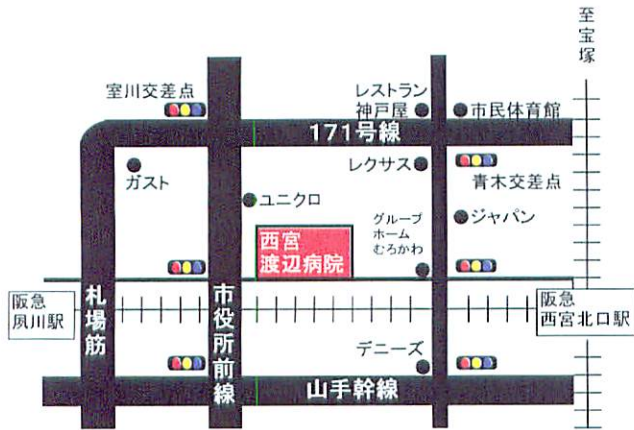 至宝塚
室川交差点
レストラン
神戸屋
市民体育館
171号線
ガスト
レクサス
青木交差点
ユニクロ
ジャパン
西宮
渡辺病院
グループ
ホーム
むろかわ
阪急
夙川駅
札場筋
市役所前線
阪急
西宮北口駅
デニーズ
山手幹線